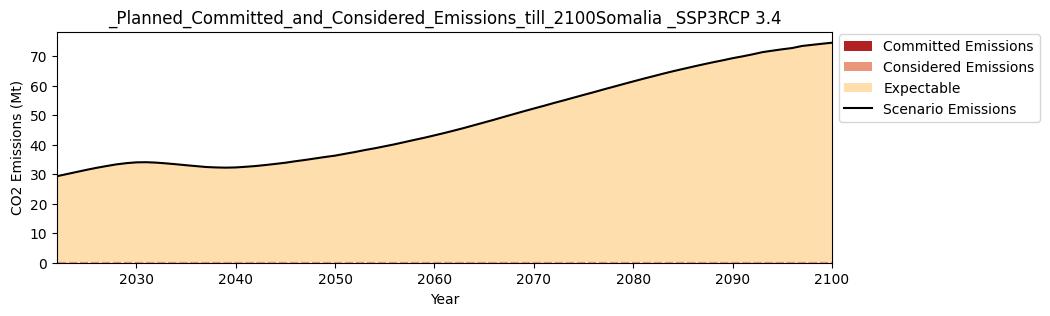 _Planned_Committed_and_Considered_Emissions_till_2100Somalia _SSP3RCP 3.4
CO2 Emissions (Mt)
70
60
50
40
30
20
10
0
2030 2040 2050 2060 2070 2080 2090 2100
Year
Committed Emissions
Considered Emissions
Expectable
Scenario Emissions